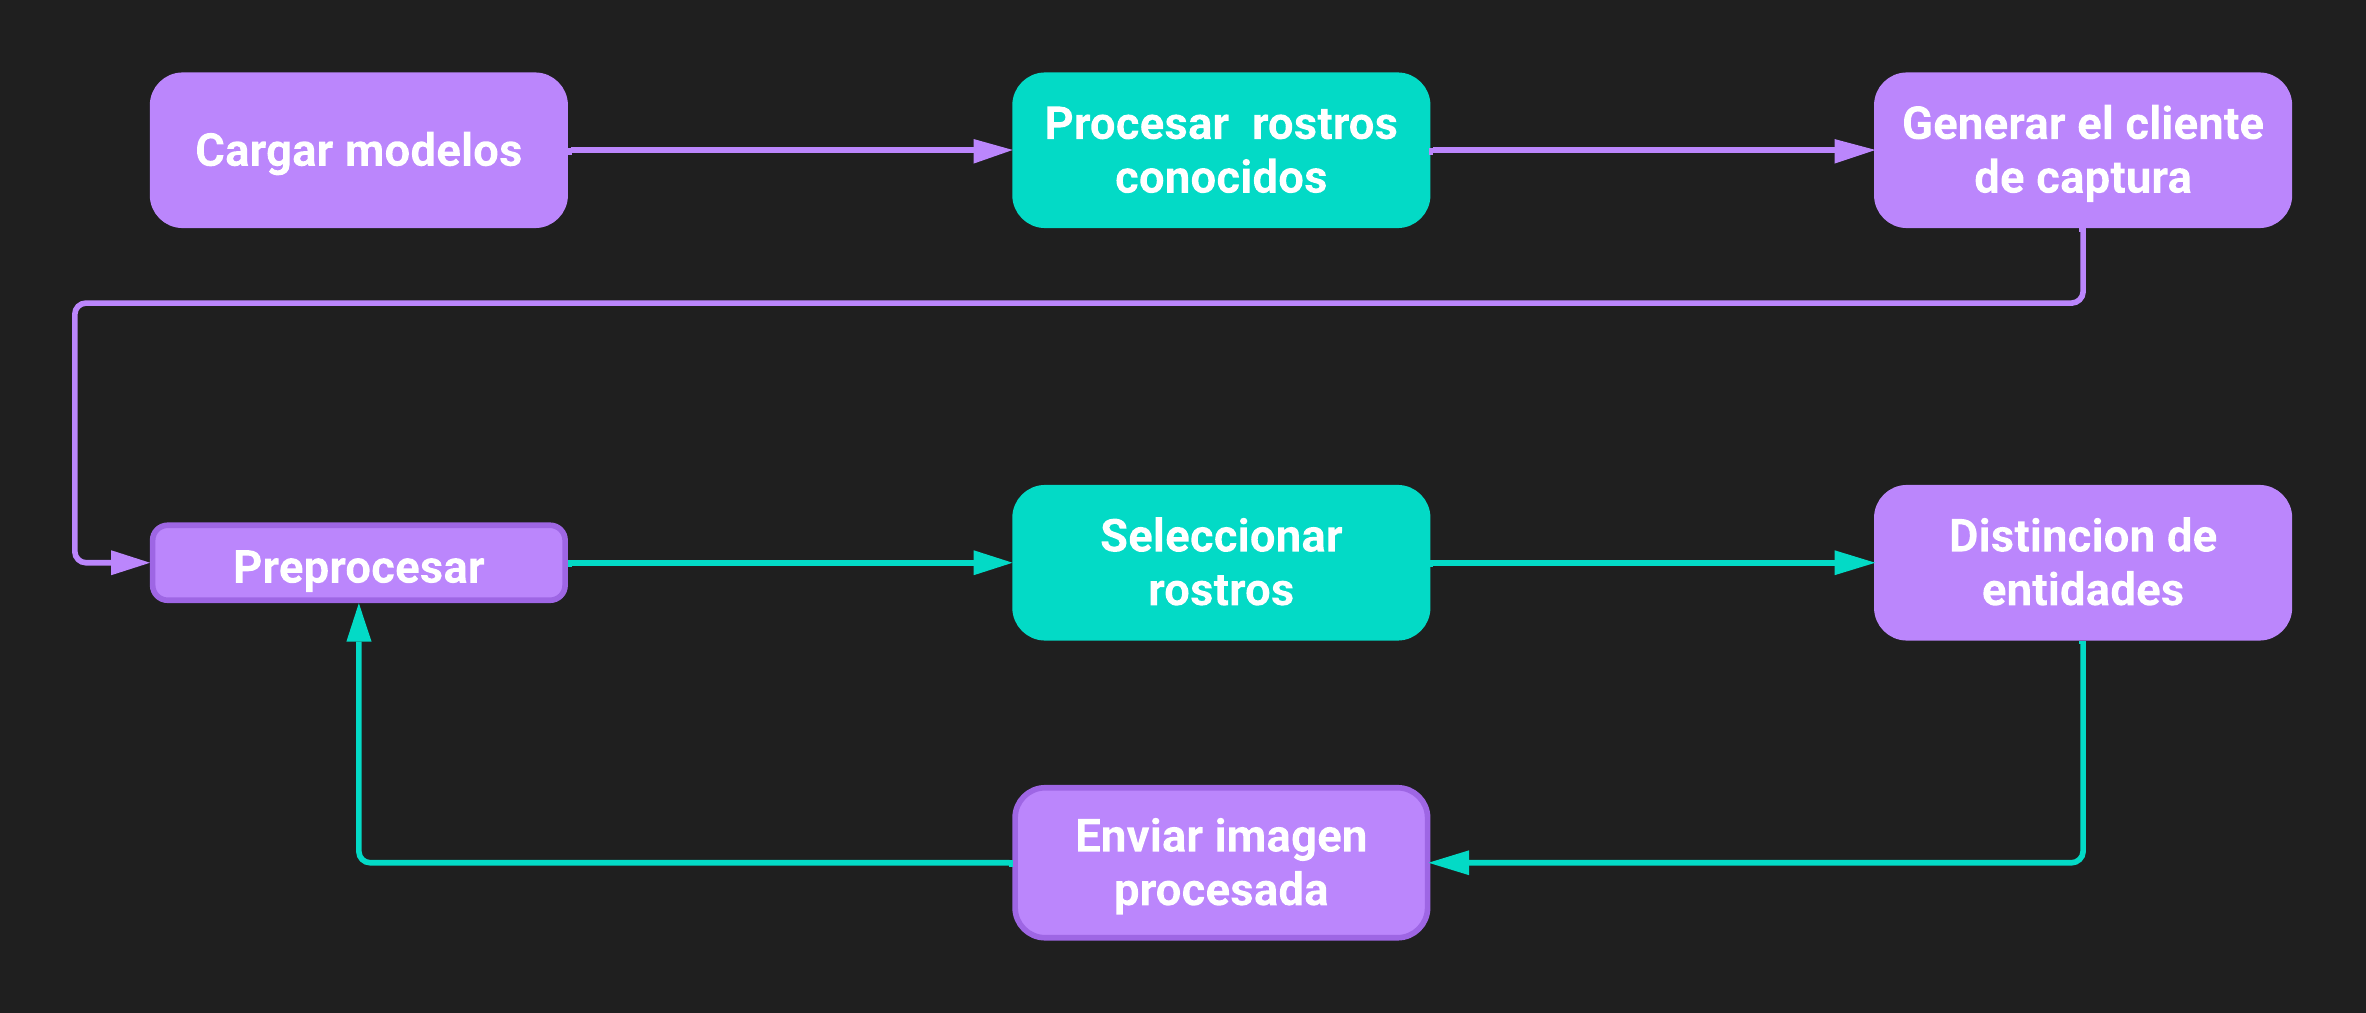 Cargar modelos
Procesar  rostros
conocidos
Generar el cliente
de captura
Preprocesar
Seleccionar
rostros
Distincion de
entidades
Enviar imagen
procesada